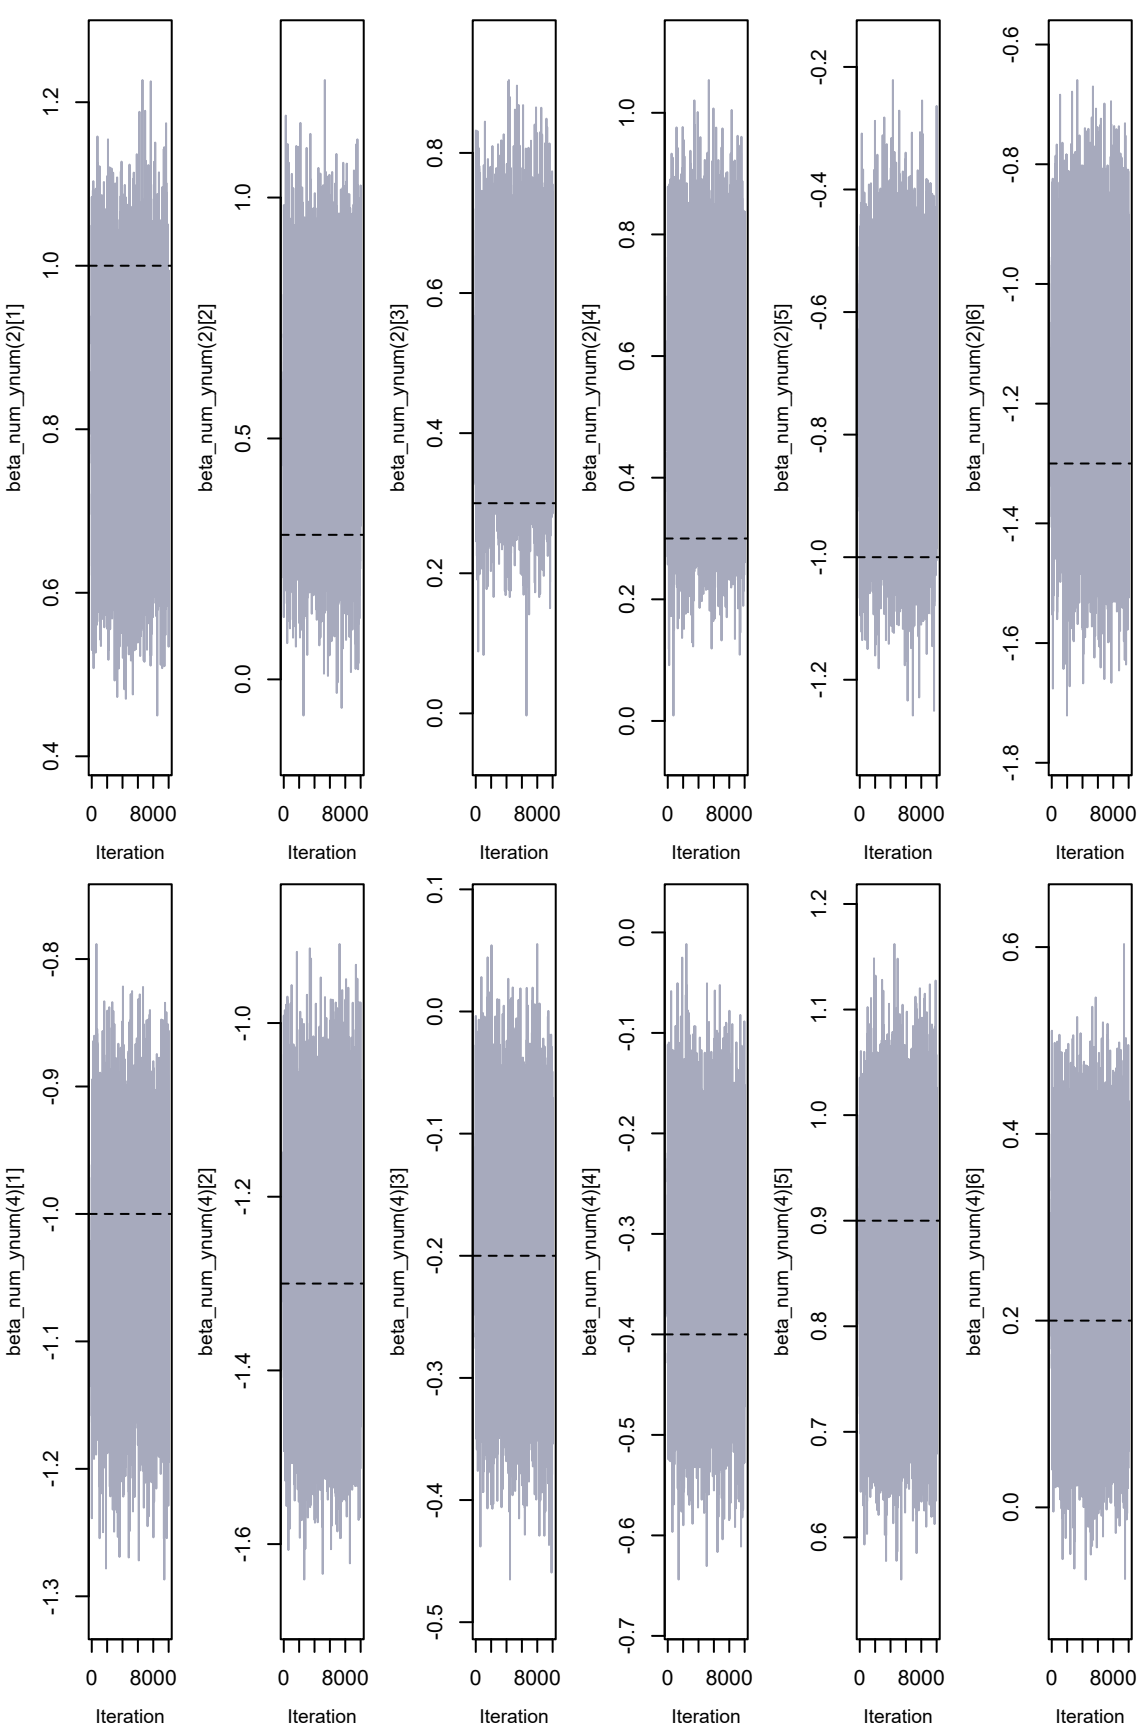 beta_num_ynum(2)[1]
0.4 0.6 0.8 1.0 1.2
0 8000
Iteration
beta_num_ynum(2)[2]
0.0 0.5 1.0
0 8000
Iteration
beta_num_ynum(2)[3]
0.0 0.2 0.4 0.6 0.8
0 8000
Iteration
beta_num_ynum(2)[4]
0.0 0.2 0.4 0.6 0.8 1.0
0 8000
Iteration
beta_num_ynum(2)[5]
-1.2 -1.0 -0.8 -0.6 -0.4 -0.2
0 8000
Iteration
beta_num_ynum(2)[6]
-1.8 -1.6 -1.4 -1.2 -1.0 -0.8 -0.6
0 8000
Iteration
beta_num_ynum(4)[1]
-1.3 -1.2 -1.1 -1.0 -0.9 -0.8
0 8000
Iteration
beta_num_ynum(4)[2]
-1.6 -1.4 -1.2 -1.0
0 8000
Iteration
beta_num_ynum(4)[3]
-0.5 -0.4 -0.3 -0.2 -0.1 0.0 0.1
0 8000
Iteration
beta_num_ynum(4)[4]
-0.7 -0.6 -0.5 -0.4 -0.3 -0.2 -0.1 0.0
0 8000
Iteration
beta_num_ynum(4)[5]
0.6 0.7 0.8 0.9 1.0 1.1 1.2
0 8000
Iteration
beta_num_ynum(4)[6]
0.0 0.2 0.4 0.6
0 8000
Iteration